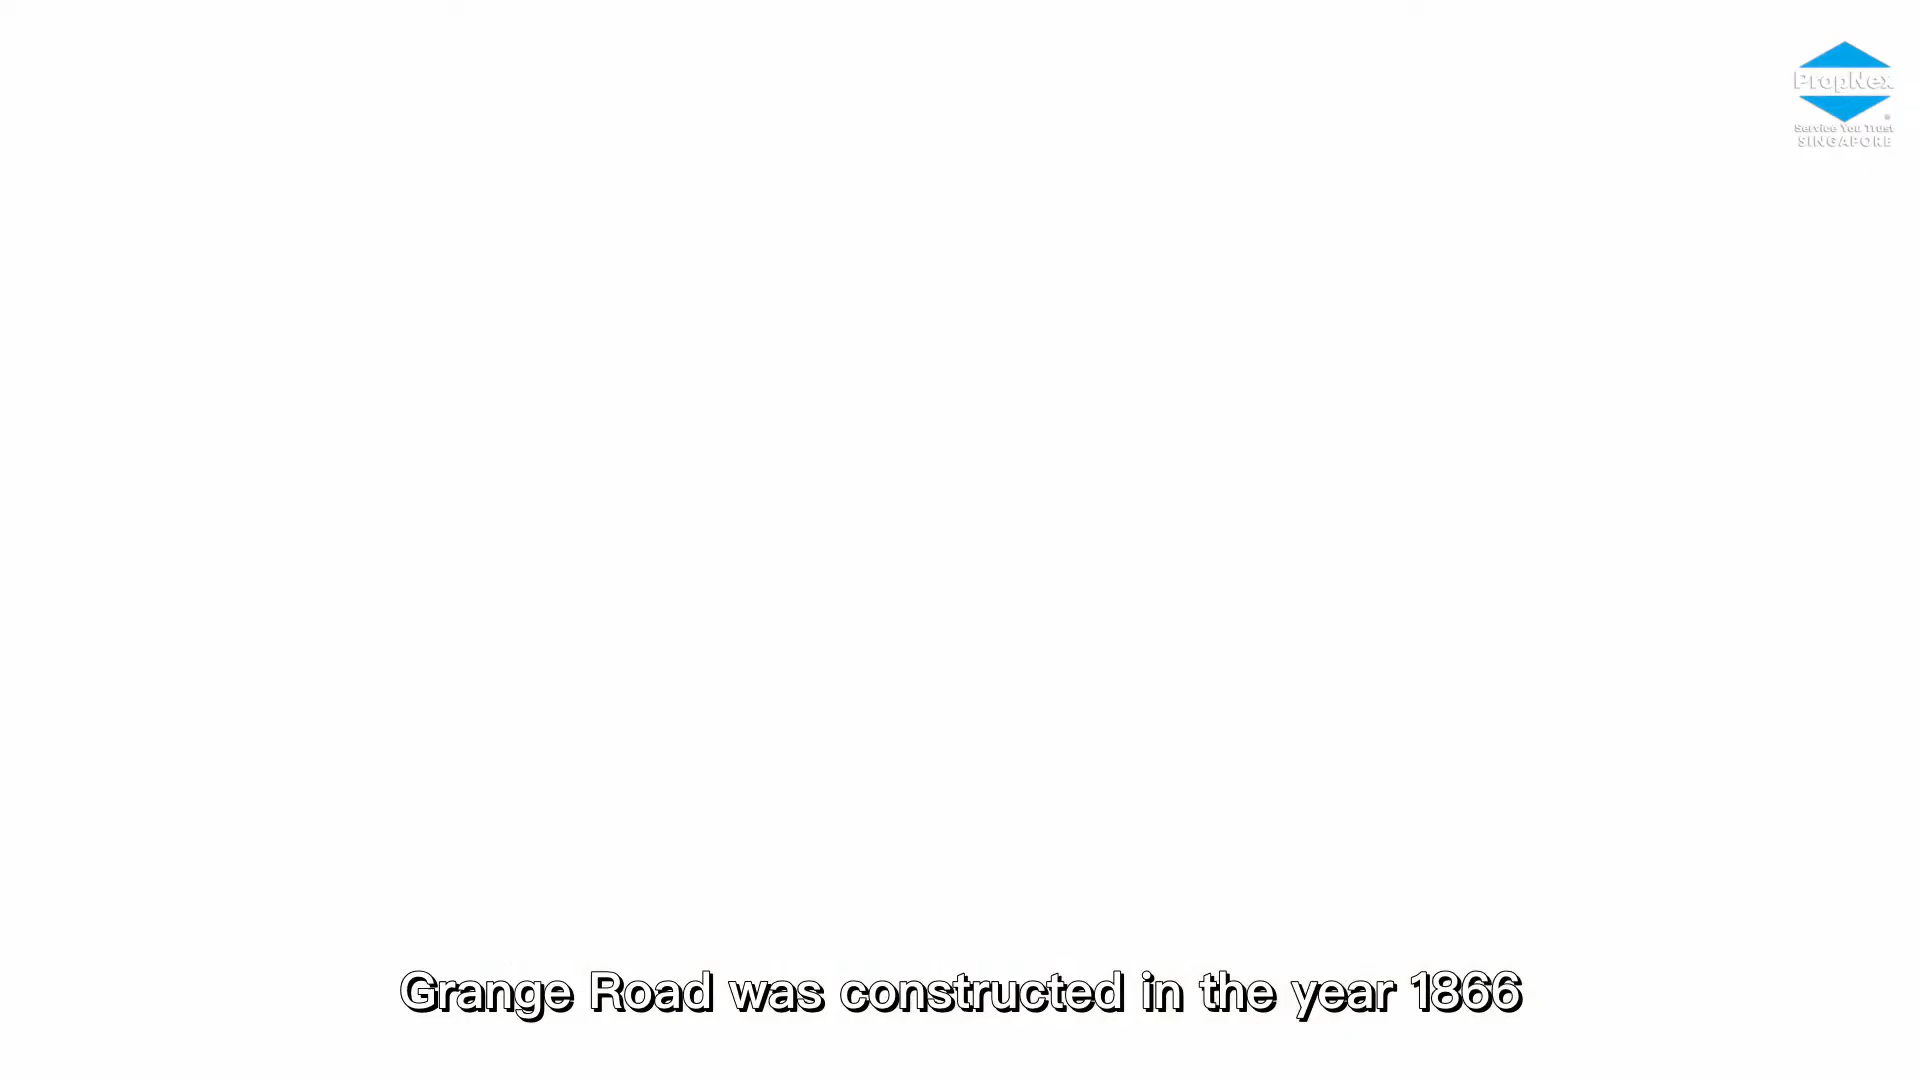 PropNex
Service You Trust
SINGAPORE
Grange Road was constructed in the year 1866